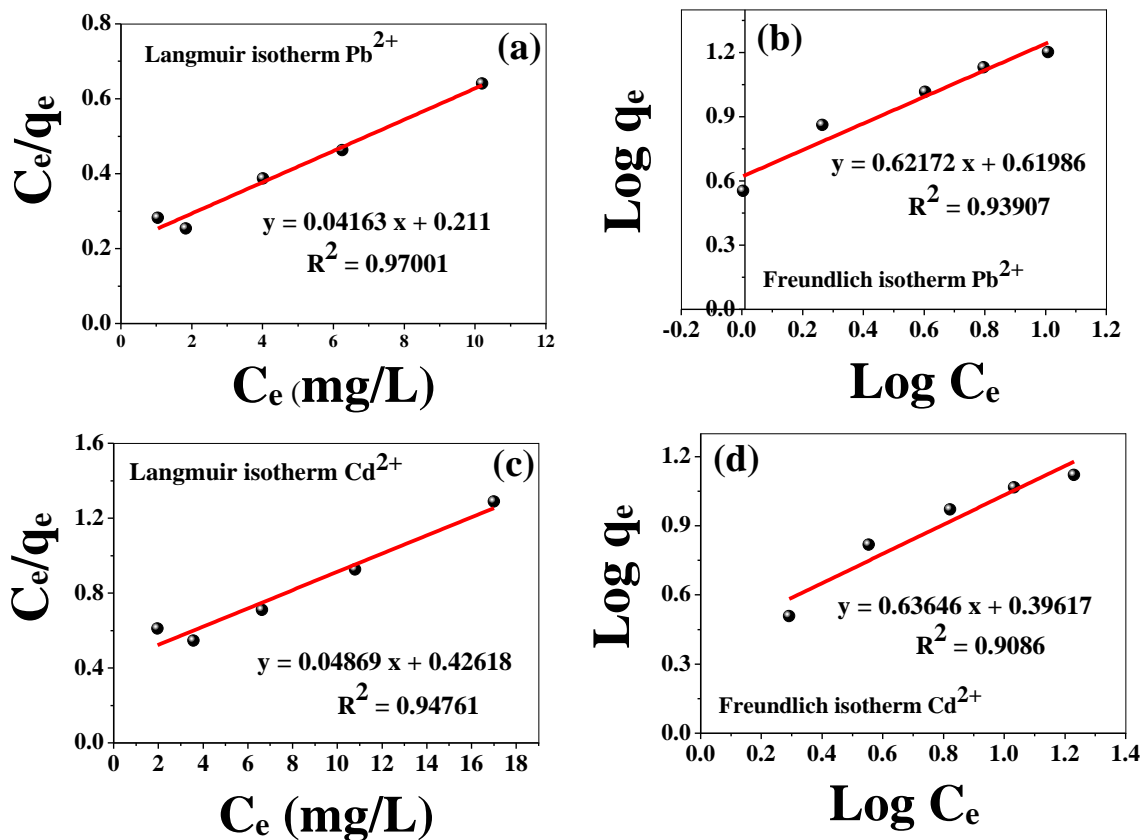 Langmuir isotherm Pb²⁺
(a)
y = 0.04163 x + 0.211
R² = 0.97001
0.8
0.6
0.4
0.2
0.0
0 2 4 6 8 10 12
Cₑ/qₑ
Cₑ (mg/L)
(b)
y = 0.62172 x + 0.61986
R² = 0.93907
Freundlich isotherm Pb²⁺
1.2
0.9
0.6
0.3
0.0
-0.2 0.0 0.2 0.4 0.6 0.8 1.0 1.2
Log qₑ
Log Cₑ
Langmuir isotherm Cd²⁺
(c)
y = 0.04869 x + 0.42618
R² = 0.94761
1.6
1.2
0.8
0.4
0.0
0 2 4 6 8 10 12 14 16 18
Cₑ/qₑ
Cₑ (mg/L)
(d)
y = 0.63646 x + 0.39617
R² = 0.9086
Freundlich isotherm Cd²⁺
1.2
0.9
0.6
0.3
0.0
0.0 0.2 0.4 0.6 0.8 1.0 1.2 1.4
Log qₑ
Log Cₑ